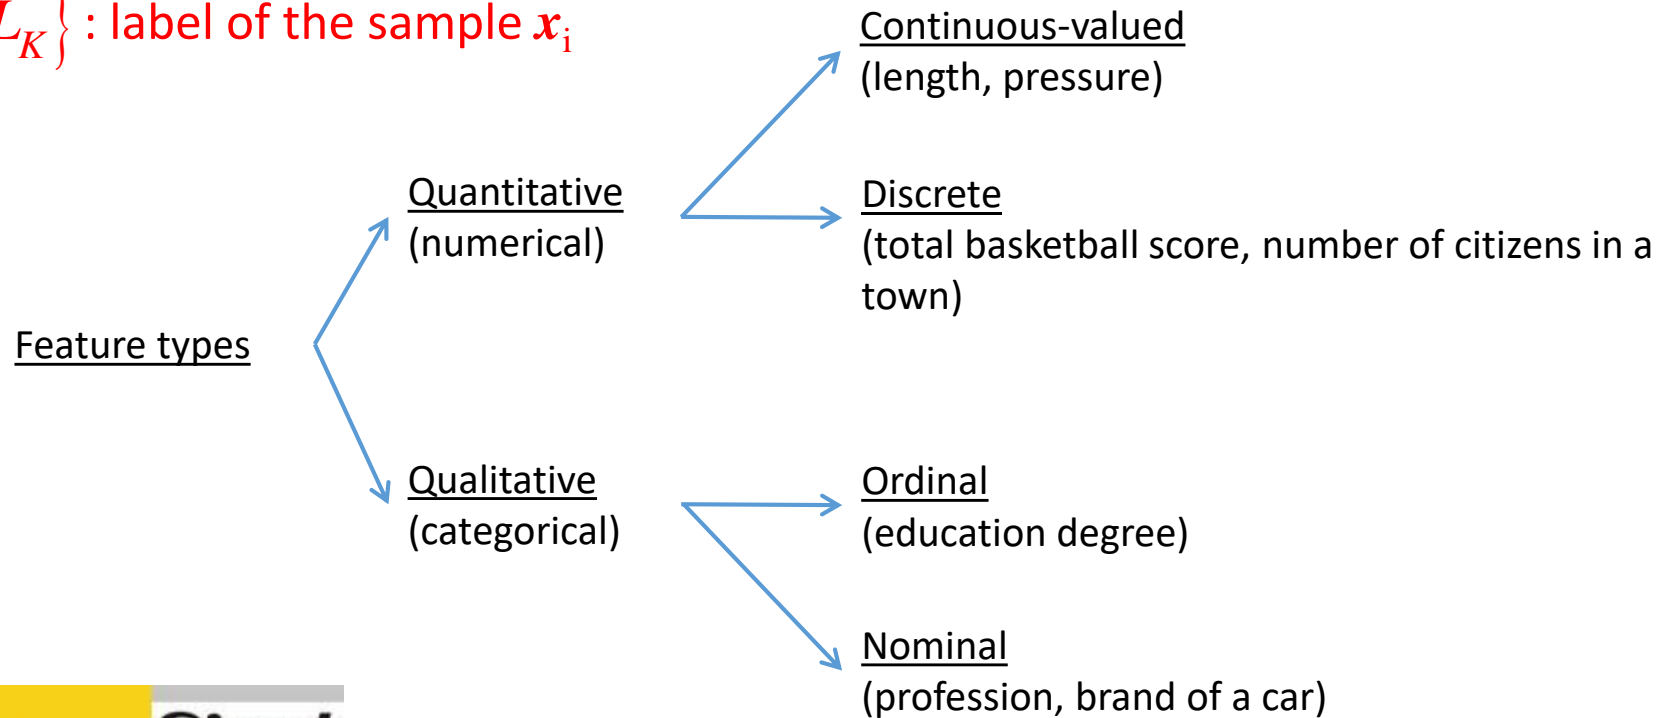 L_K} : label of the sample x_i
Continuous-valued
(length, pressure)
Quantitative
(numerical)
Discrete
(total basketball score, number of citizens in a
town)
Feature types
Qualitative
(categorical)
Ordinal
(education degree)
Nominal
(profession, brand of a car)